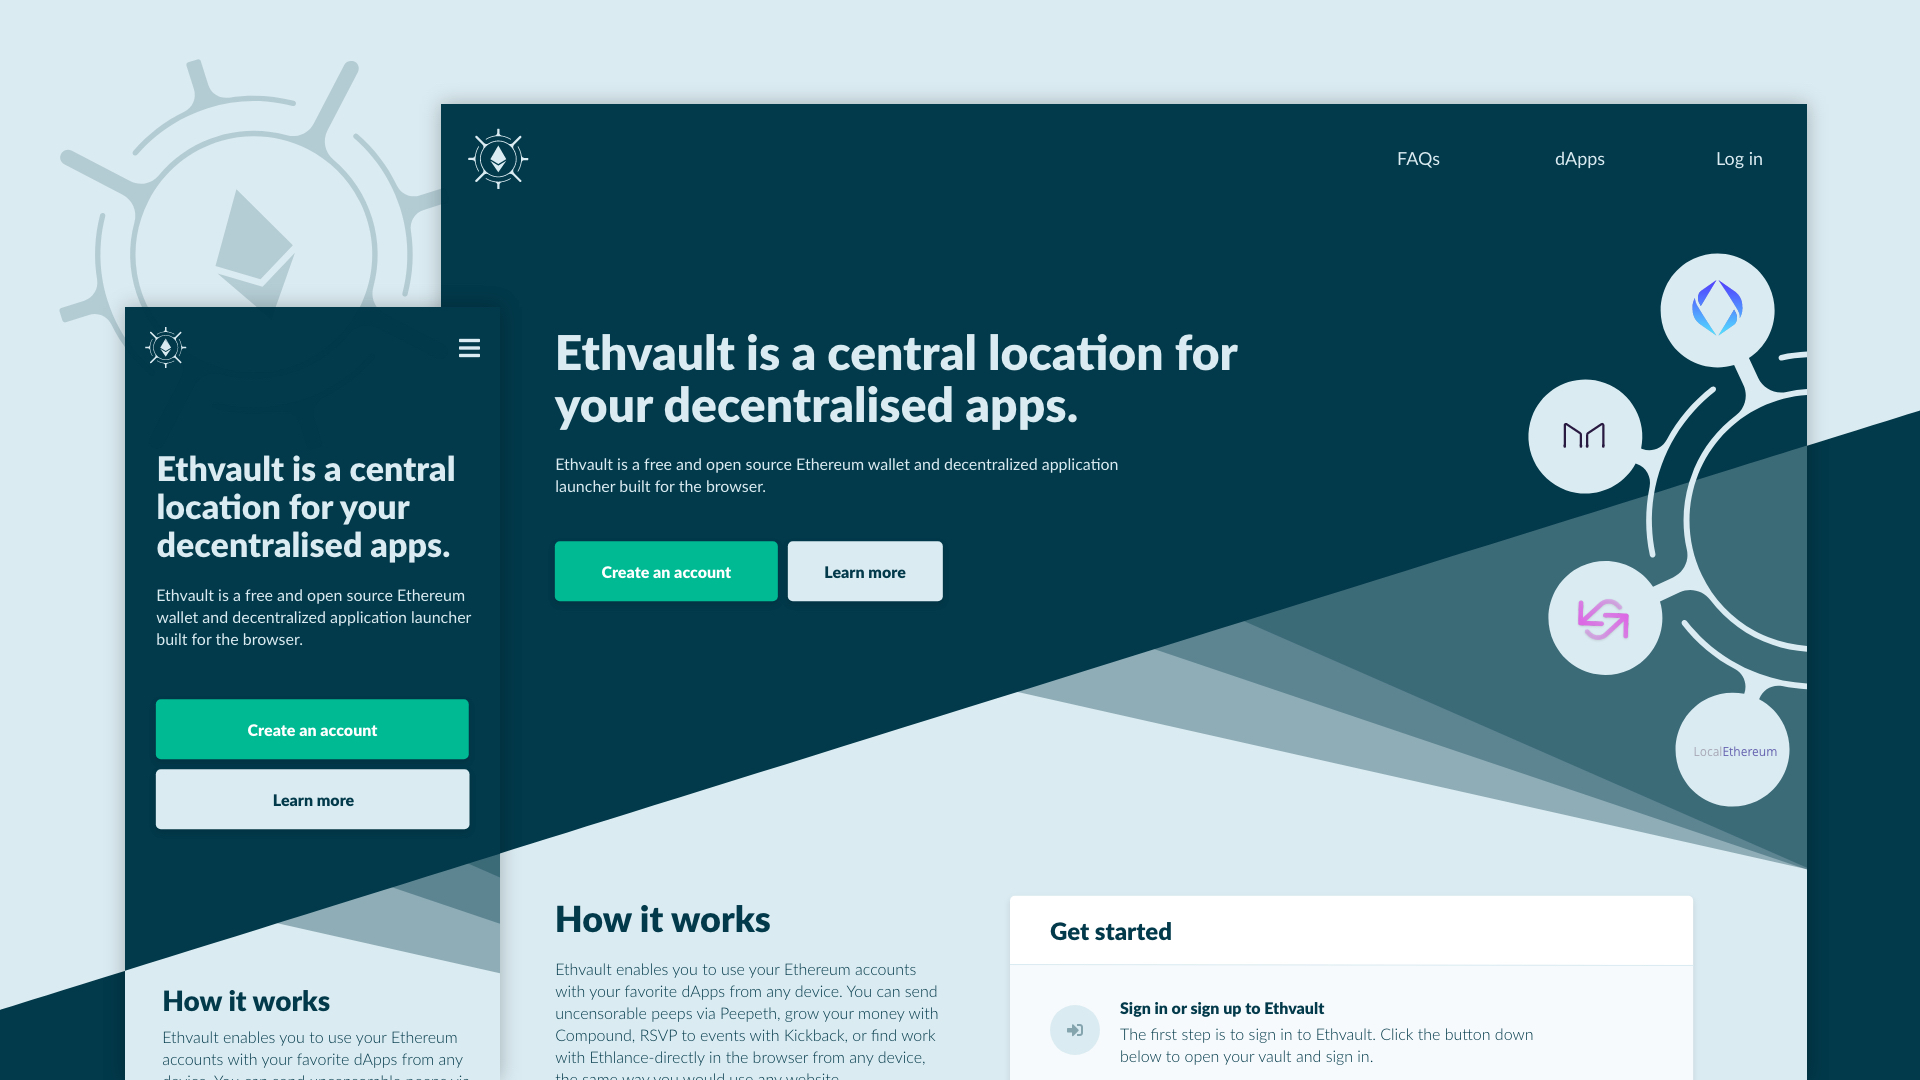 FAQs
dApps
Log in
Ethvault is a central location for
your decentralised apps.
Ethvault is a free and open source Ethereum wallet and decentralized application
launcher built for the browser.
Create an account
Learn more
LocalEthereum
How it works
Ethvault enables you to use your Ethereum accounts
with your favorite dApps from any device. You can send
uncensorable peeps via Peepeth, grow your money with
Compound, RSVP to events with Kickback, or find work
with Ethlance-directly in the browser from any device,
the same way you would use any website.
Get started
Sign in or sign up to Ethvault
The first step is to sign in to Ethvault. Click the button down
below to open your vault and sign in.
Ethvault is a central
location for your
decentralised apps.
Ethvault is a free and open source Ethereum
wallet and decentralized application launcher
built for the browser.
Create an account
Learn more
How it works
Ethvault enables you to use your Ethereum
accounts with your favorite dApps from any
device. You can send uncensorable peeps via